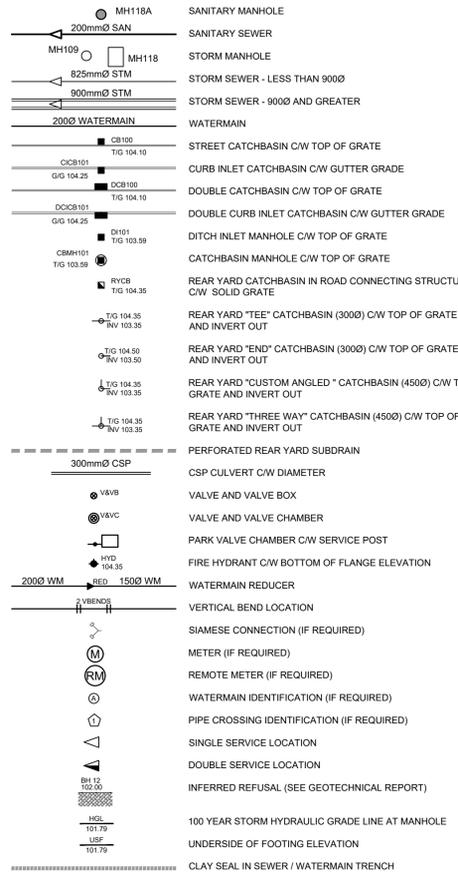 MH118A SANITARY MANHOLE
200mmØ SAN SANITARY SEWER
MH109 MH118 STORM MANHOLE
825mmØ STM STORM SEWER - LESS THAN 900Ø
900mmØ STM STORM SEWER - 900Ø AND GREATER
200Ø WATERMAIN WATERMAIN
CB100
T/G 104.10
STREET CATCHBASIN C/W TOP OF GRATE
CICB101
G/G 104.25
CURB INLET CATCHBASIN C/W GUTTER GRADE
DCB100
T/G 104.10
DOUBLE CATCHBASIN C/W TOP OF GRATE
DCICB101
G/G 104.25
DOUBLE CURB INLET CATCHBASIN C/W GUTTER GRADE
DI101
T/G 103.59
DITCH INLET MANHOLE C/W TOP OF GRATE
CBMH101
T/G 103.59
CATCHBASIN MANHOLE C/W TOP OF GRATE
RYCB
T/G 104.35
REAR YARD CATCHBASIN IN ROAD CONNECTING STRUCTU
C/W SOLID GRATE
T/G 104.35
INV 103.35
REAR YARD "TEE" CATCHBASIN (300Ø) C/W TOP OF GRATE
AND INVERT OUT
T/G 104.50
INV 103.50
REAR YARD "END" CATCHBASIN (300Ø) C/W TOP OF GRATE
AND INVERT OUT
T/G 104.35
INV 103.35
REAR YARD "CUSTOM ANGLED " CATCHBASIN (450Ø) C/W T
GRATE AND INVERT OUT
T/G 104.35
INV 103.35
REAR YARD "THREE WAY" CATCHBASIN (450Ø) C/W TOP OF
GRATE AND INVERT OUT
PERFORATED REAR YARD SUBDRAIN
300mmØ CSP CSP CULVERT C/W DIAMETER
V&VB VALVE AND VALVE BOX
V&VC VALVE AND VALVE CHAMBER
PARK VALVE CHAMBER C/W SERVICE POST
HYD
104.35
FIRE HYDRANT C/W BOTTOM OF FLANGE ELEVATION
200Ø WM RED 150Ø WM WATERMAIN REDUCER
2 VBENDS VERTICAL BEND LOCATION
SIAMESE CONNECTION (IF REQUIRED)
M METER (IF REQUIRED)
RM REMOTE METER (IF REQUIRED)
A WATERMAIN IDENTIFICATION (IF REQUIRED)
1 PIPE CROSSING IDENTIFICATION (IF REQUIRED)
SINGLE SERVICE LOCATION
DOUBLE SERVICE LOCATION
BH 12
102.00
INFERRED REFUSAL (SEE GEOTECHNICAL REPORT)
HGL
101.79
100 YEAR STORM HYDRAULIC GRADE LINE AT MANHOLE
USF
101.79
UNDERSIDE OF FOOTING ELEVATION
CLAY SEAL IN SEWER / WATERMAIN TRENCH